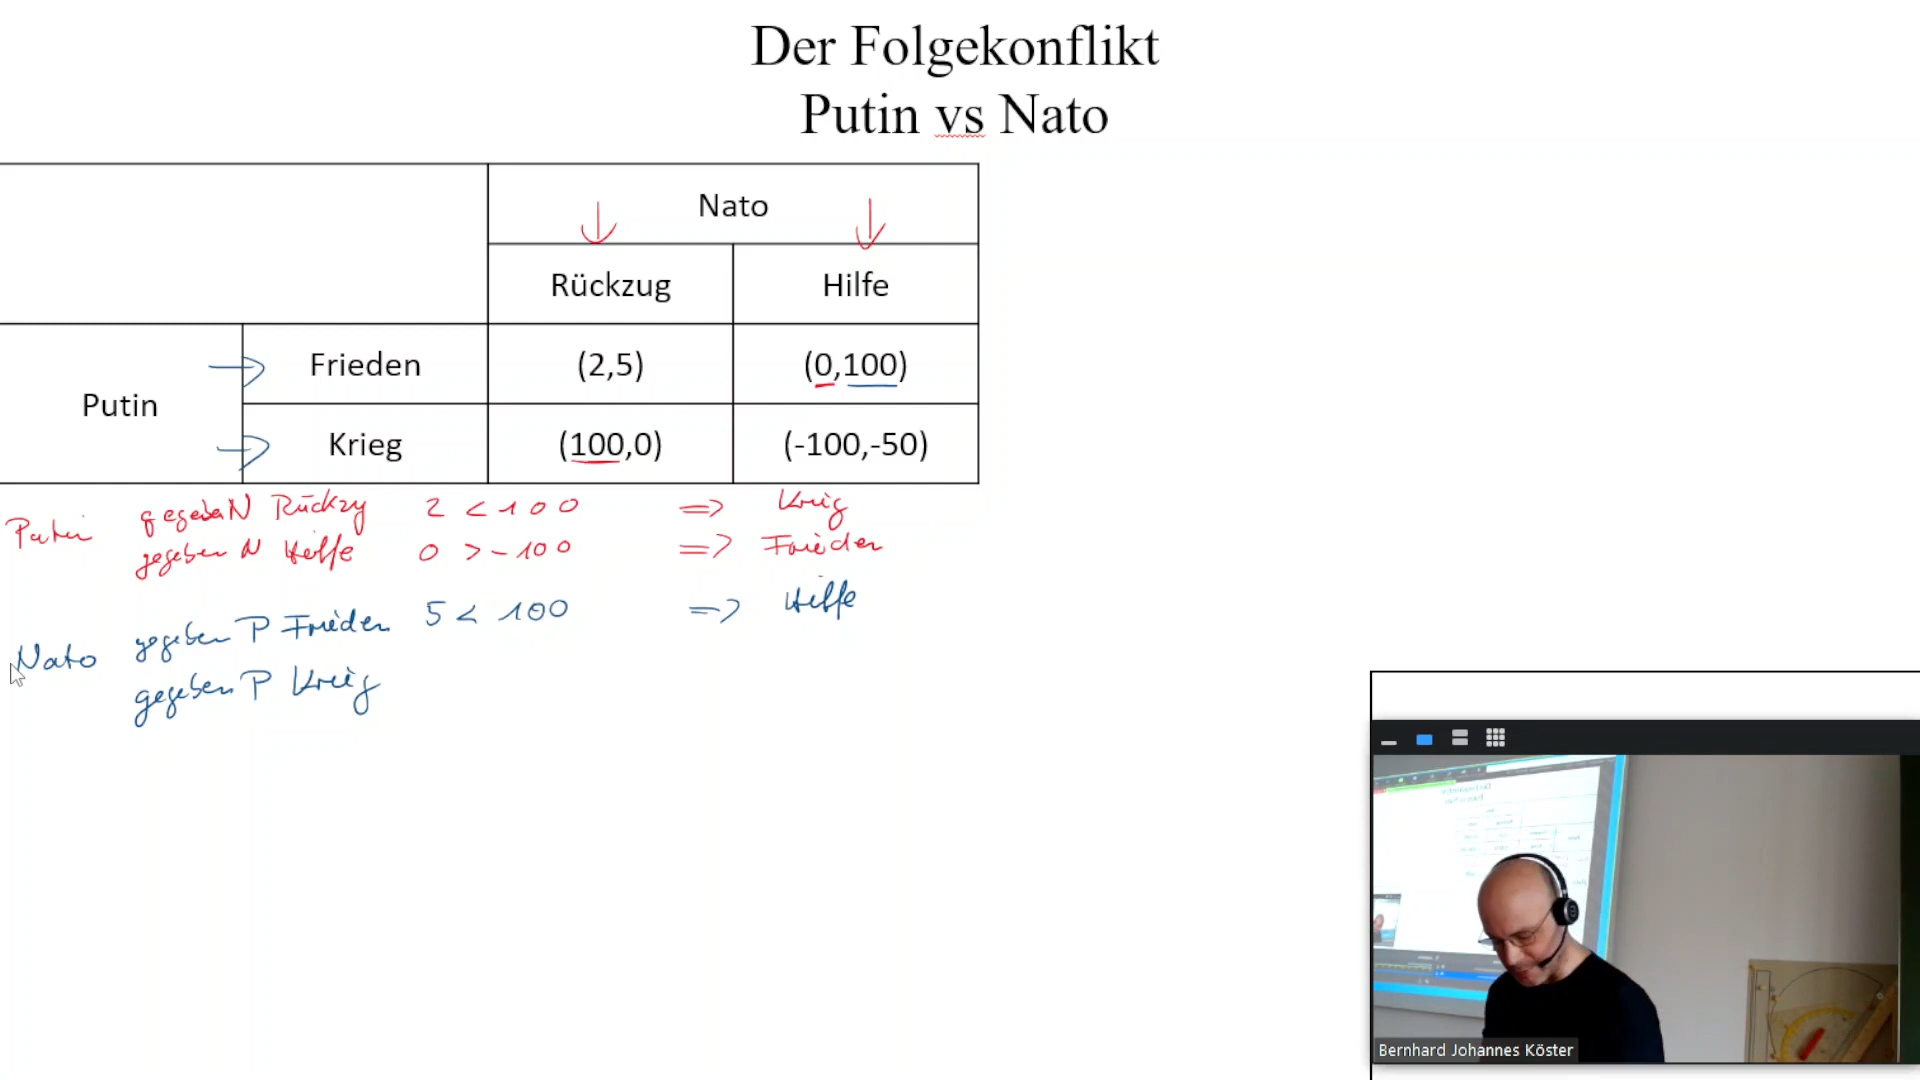 Der Folgekonflikt
Putin vs Nato
Nato
Rückzug Hilfe
Putin
Frieden (2,5) (0,100)
Krieg (100,0) (-100,-50)
Putin gegeben N Rückzug 2 < 100 => Krieg
gegeben N Hilfe 0 > -100 => Frieden
Nato gegeben P Frieden 5 < 100 => Hilfe
gegeben P Krieg
Bernhard Johannes Köster